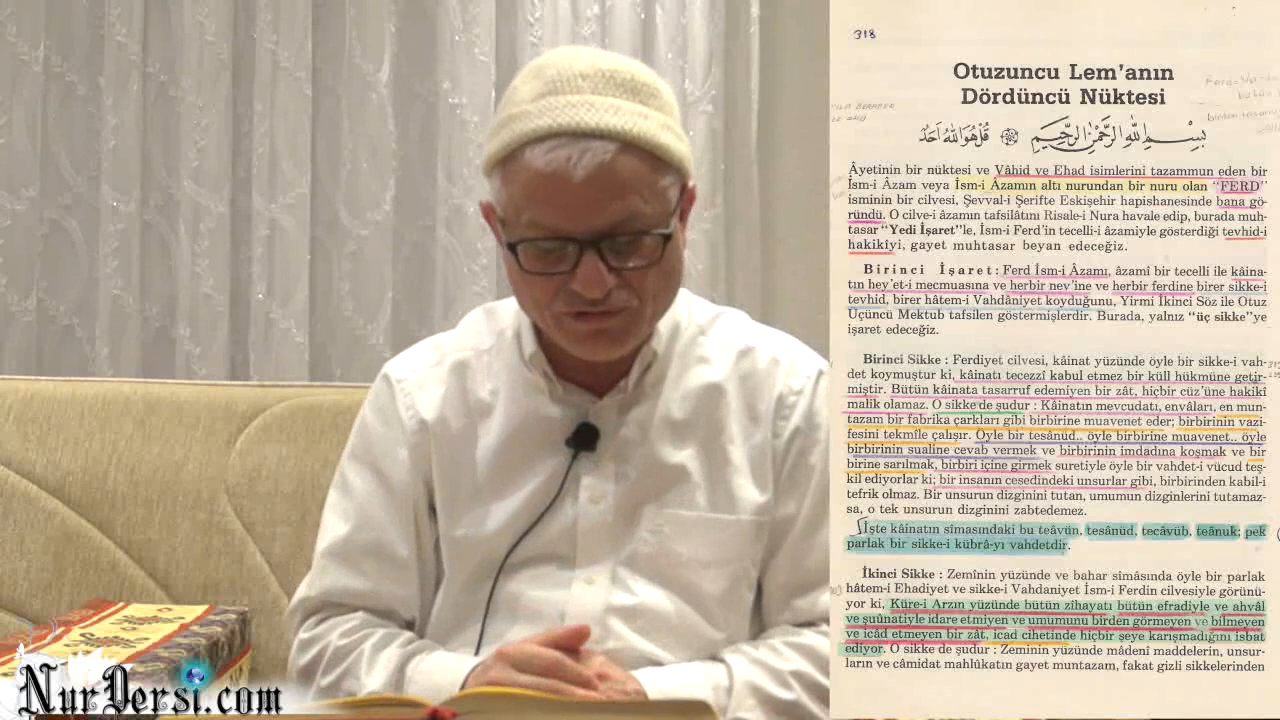 318
Otuzuncu Lem'anın
Dördüncü Nüktesi
بِسْمِ اللّٰهِ الرَّحْمٰنِ الرَّحِيمِ ۞ قُلْ هُوَ اللّٰهُ اَحَدٌ
Âyetinin bir nüktesi ve Vâhid ve Ehad isimlerini tazammun eden bir
İsm-i Âzam veya İsm-i Âzamın altı nurundan bir nuru olan "FERD"
isminin bir cilvesi, Şevval-i Şerifte Eskişehir hapishanesinde bana gö-
ründü. O cilve-i âzamın tafsilâtını Risale-i Nura havale edip, burada muh-
tasar "Yedi İşaret"le, İsm-i Ferd'in tecelli-i âzamiyle gösterdiği tevhid-i
hakikîyi, gayet muhtasar beyan edeceğiz.
Birinci İşaret: Ferd İsm-i Âzamı, âzamî bir tecelli ile kâina-
tın hey'et-i mecmuasına ve herbir nev'ine ve herbir ferdine birer sikke-i
tevhid, birer hâtem-i Vahdâniyet koyduğunu, Yirmi İkinci Söz ile Otuz
Üçüncü Mektub tafsilen göstermişlerdir. Burada, yalnız "üç sikke"ye
işaret edeceğiz.
Birinci Sikke : Ferdiyet cilvesi, kâinat yüzünde öyle bir sikke-i vah-
det koymuştur ki, kâinatı tecezzi kabul etmez bir küll hükmüne getir-
miştir. Bütün kâinata tasarruf edemiyen bir zât, hiçbir cüz'üne hakikî
malik olamaz. O sikke de şudur : Kâinatın mevcudatı, envâları, en mun-
tazam bir fabrika çarkları gibi birbirine muavenet eder; birbirinin vazi-
fesini tekmîle çalışır. Öyle bir tesânüd.. öyle birbirine muavenet.. öyle
birbirinin sualine cevab vermek ve birbirinin imdadına koşmak ve bir
birine sarılmak, birbiri içine girmek suretiyle öyle bir vahdet-i vücud teş-
kil ediyorlar ki; bir insanın cesedindeki unsurlar gibi, birbirinden kabil-i
tefrik olmaz. Bir unsurun dizginini tutan, umumun dizginlerini tutamaz-
sa, o tek unsurun dizginini zabtedemez.
İşte kâinatın sîmasındaki bu teâvün, tesânüd, tecâvüb, teânuk; pek
parlak bir sikke-i kübrâ-yı vahdetdir.
İkinci Sikke : Zemînin yüzünde ve bahar sîmâsında öyle bir parlak
hâtem-i Ehadiyet ve sikke-i Vahdaniyet İsm-i Ferdin cilvesiyle görünü-
yor ki, Küre-i Arzın yüzünde bütün zîhayatı bütün efradiyle ve ahvâl
ve şuûnatiyle idare etmiyen ve umumunu birden görmeyen ve bilmeyen
ve icâd etmeyen bir zât, icad cihetinde hiçbir şeye karışmadığını isbat
ediyor. O sikke de şudur : Zeminin yüzünde mâdenî maddelerin, unsur-
ların ve câmidat mahlûkatın gayet muntazam, fakat gizli sikkelerinden
NurDersi.com